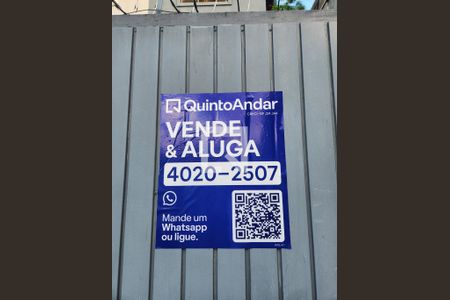 QuintoAndar
VENDE
& ALUGA
4020-2507
Mande um
Whatsapp
ou ligue.